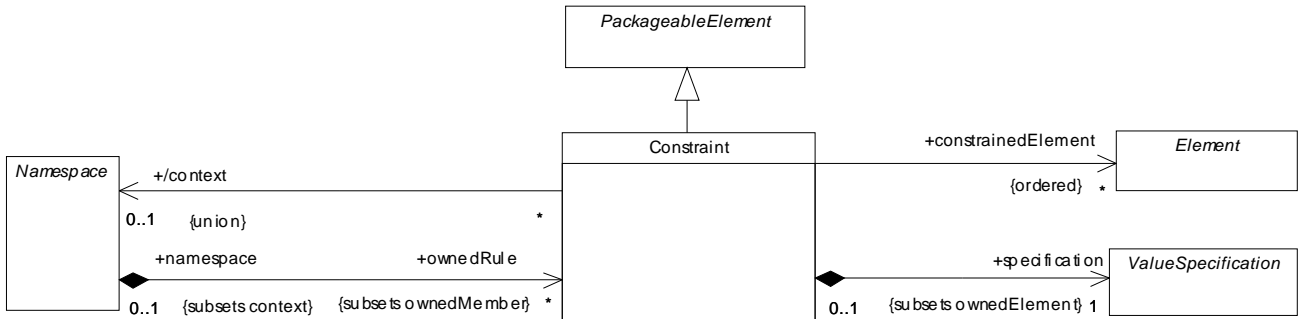 PackageableElement
Constraint
+constrainedElement
Element
{ordered}
*
Namespace
+/context
0..1
{union}
*
+namespace
+ownedRule
0..1
{subsets context}
{subsets ownedMember}
*
+specification
ValueSpecification
0..1
{subsets ownedElement}
1